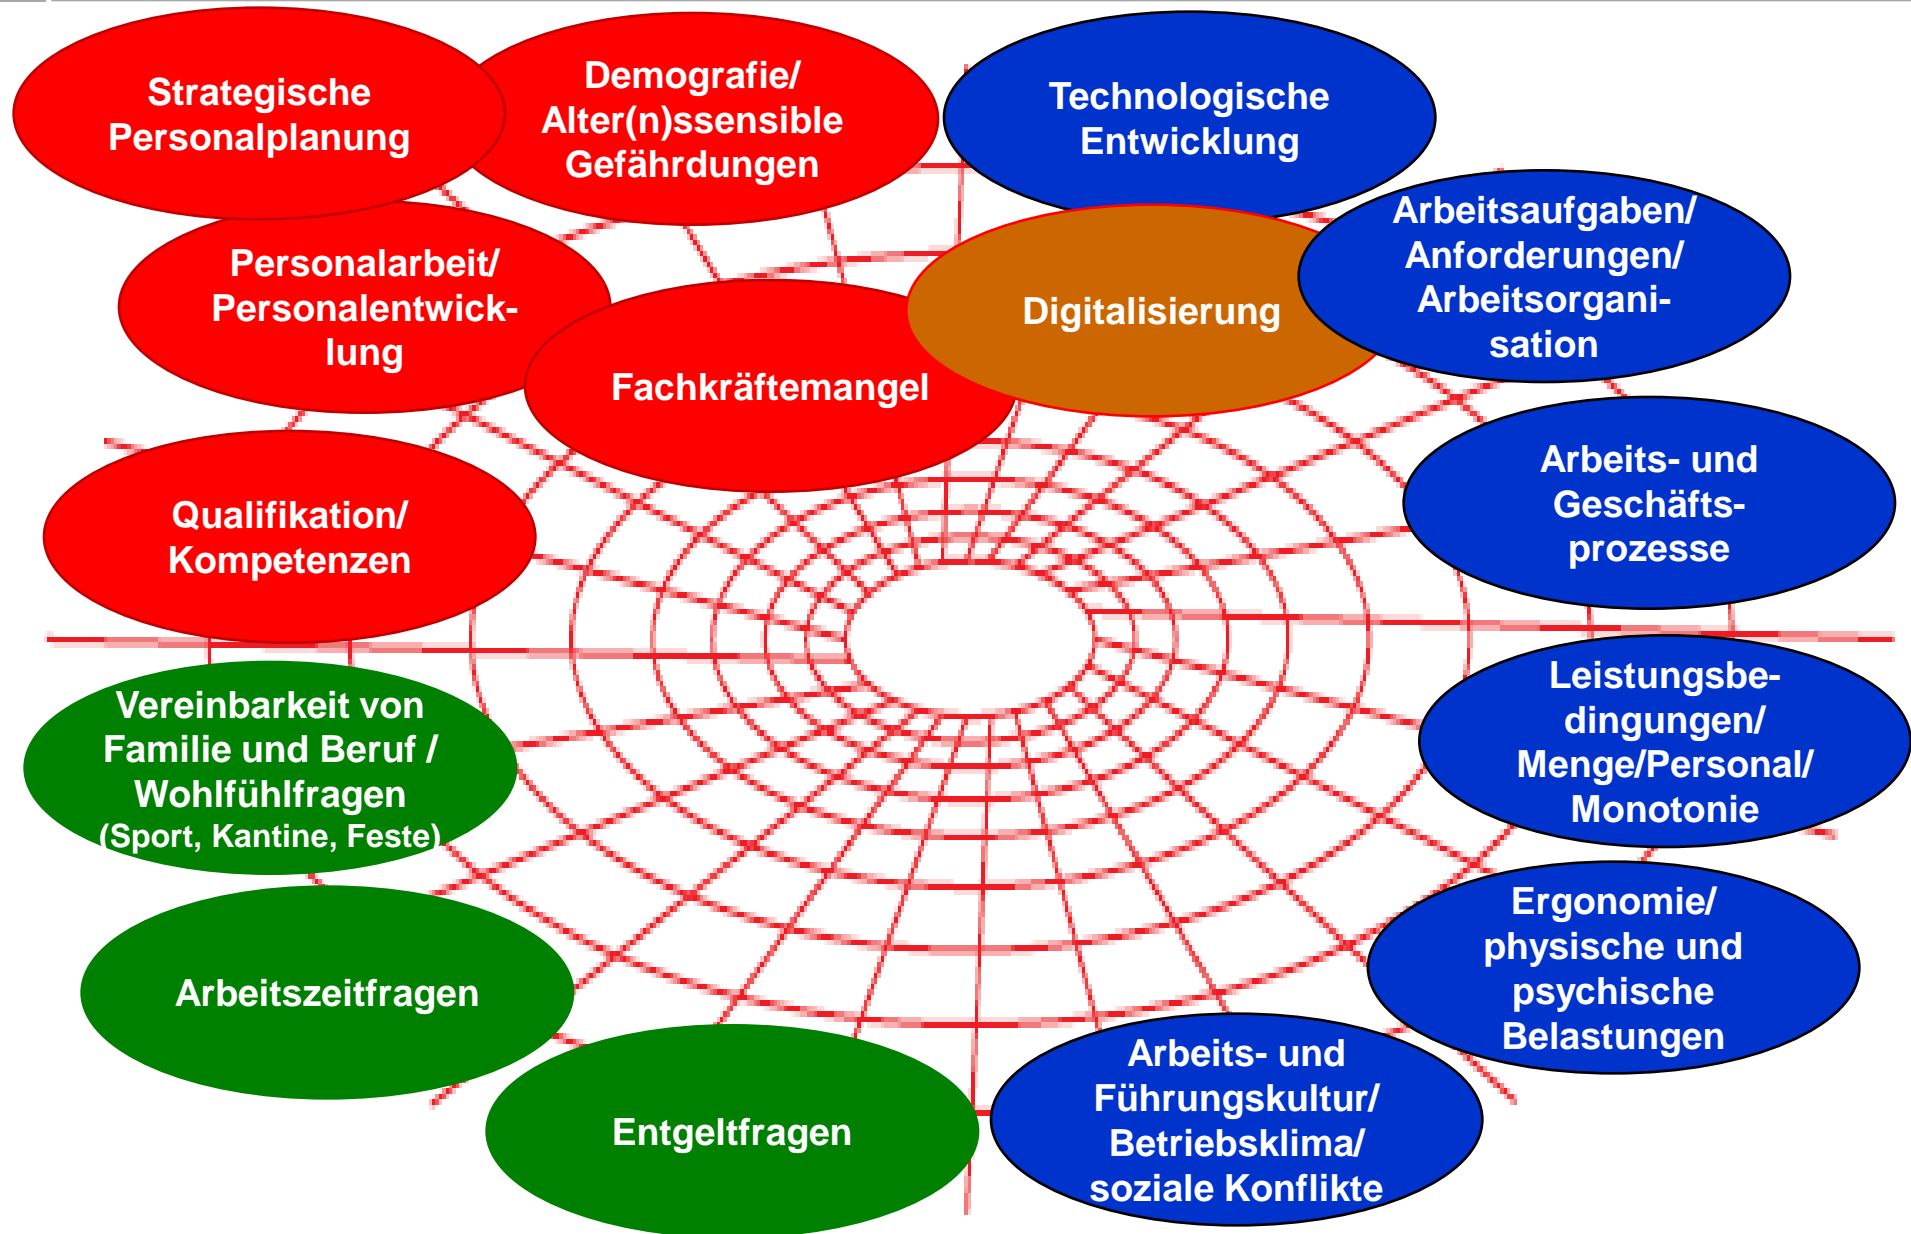 Strategische
Personalplanung
Demografie/
Alter(n)ssensible
Gefährdungen
Technologische
Entwicklung
Personalarbeit/
Personalentwick-
lung
Fachkräftemangel
Digitalisierung
Arbeitsaufgaben/
Anforderungen/
Arbeitsorgani-
sation
Qualifikation/
Kompetenzen
Arbeits- und
Geschäfts-
prozesse
Vereinbarkeit von
Familie und Beruf /
Wohlfühlfragen
(Sport, Kantine, Feste)
Leistungsbe-
dingungen/
Menge/Personal/
Monotonie
Arbeitszeitfragen
Ergonomie/
physische und
psychische
Belastungen
Entgeltfragen
Arbeits- und
Führungskultur/
Betriebsklima/
soziale Konflikte